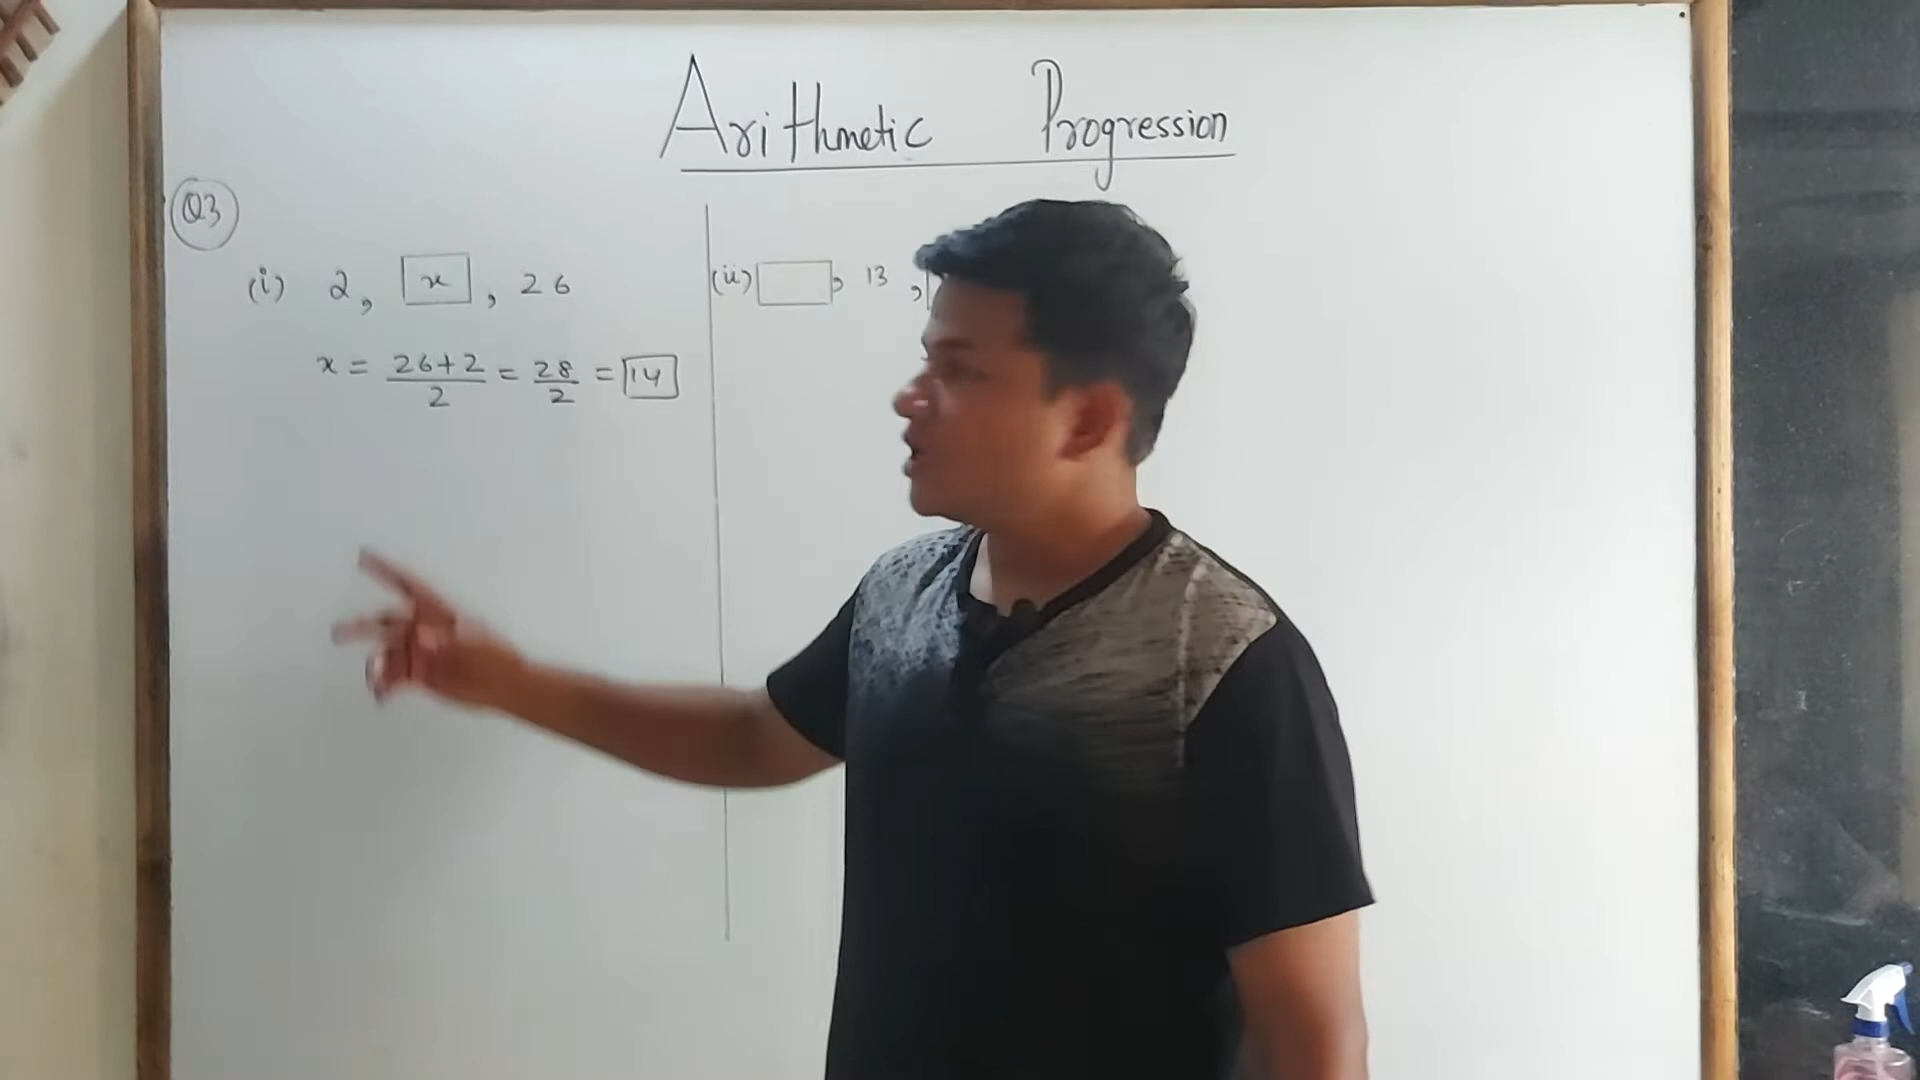 Arithmetic Progression
Q3
(i) 2, x, 26
x = 26+2/2 = 28/2 = 14
(ii) , 13 ,